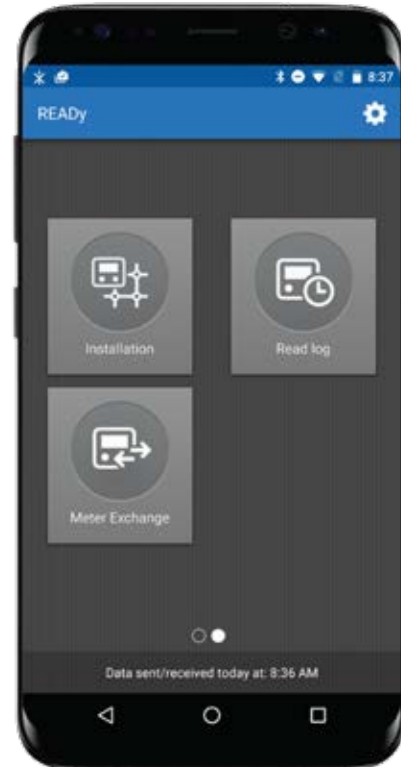 8:37
READy
Installation
Read log
Meter Exchange
Data sent/received today at: 8:36 AM